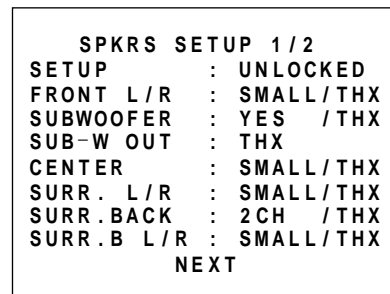 SPKRS SETUP 1/2
SETUP : UNLOCKED
FRONT L/R : SMALL/THX
SUBWOOFER : YES /THX
SUB-W OUT : THX
CENTER : SMALL/THX
SURR. L/R : SMALL/THX
SURR.BACK : 2CH /THX
SURR.B L/R : SMALL/THX
NEXT